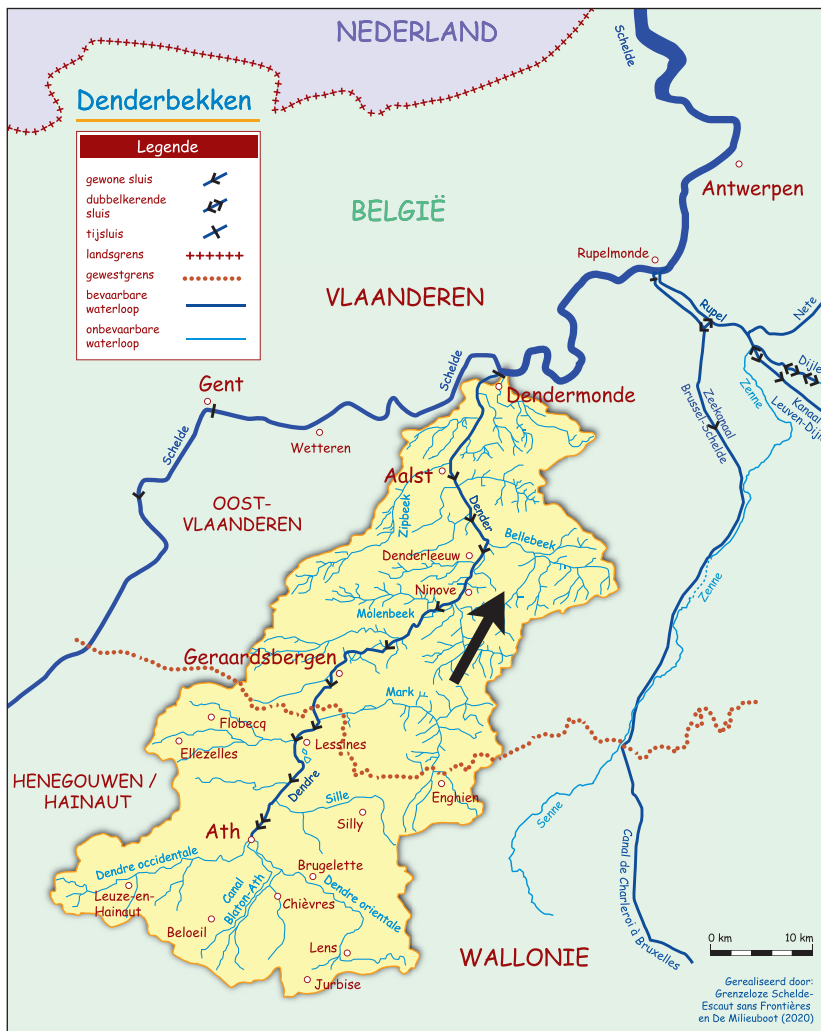 NEDERLAND
Schelde
Denderbekken
Legende
gewone sluis
dubbelkerende
sluis
tijsluis
landsgrens
gewestgrens
bevaarbare
waterloop
onbevaarbare
waterloop
BELGIË
Antwerpen
Rupelmonde
VLAANDEREN
Rupel
Nete
Schelde
Dijle
Gent
Dendermonde
Zenne
Kanaal
Leuven-Dijl
Zeekanaal
Brussel-Schelde
Schelde
Wetteren
Aalst
OOST-
VLAANDEREN
Zipbeek
Dender
Bellebeek
Denderleeuw
Ninove
Zenne
Molenbeek
Geraardsbergen
Mark
Flobecq
Ellezelles
Lessines
HENEGOUWEN /
HAINAUT
Dendre
Enghien
Sille
Silly
Senne
Ath
Dendre occidentale
Brugelette
Canal
Blaton-Ath
Leuze-en-
Hainaut
Chièvres
Dendre orientale
Canal de Charleroi à Bruxelles
Beloeil
Lens
WALLONIE
0 km
10 km
Jurbise
Gerealiseerd door:
Grenzeloze Schelde-
Escaut sans Frontières
en De Milieuboot (2020)